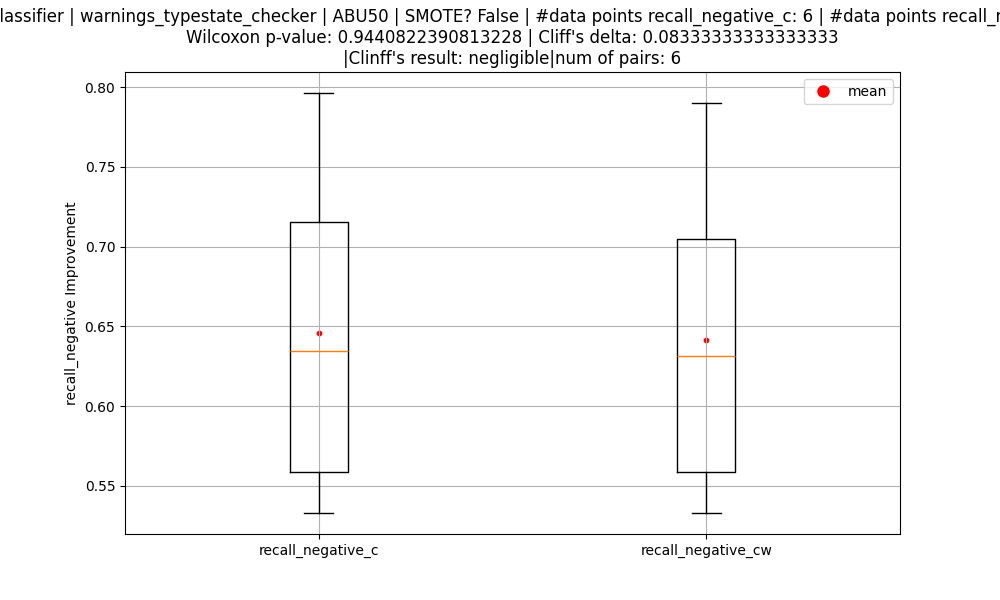 | warnings_typestate_checker | ABU50 | SMOTE? False | #data points recall_negative_c: 6 | #data points
Wilcoxon p-value: 0.9440822390813228 | Cliff's delta: 0.08333333333333333
|Clinff's result: negligible|num of pairs: 6
0.80
mean
0.75
0.70
0.65
0.60
0.55
recall_negative Improvement
recall_negative_c
recall_negative_cw